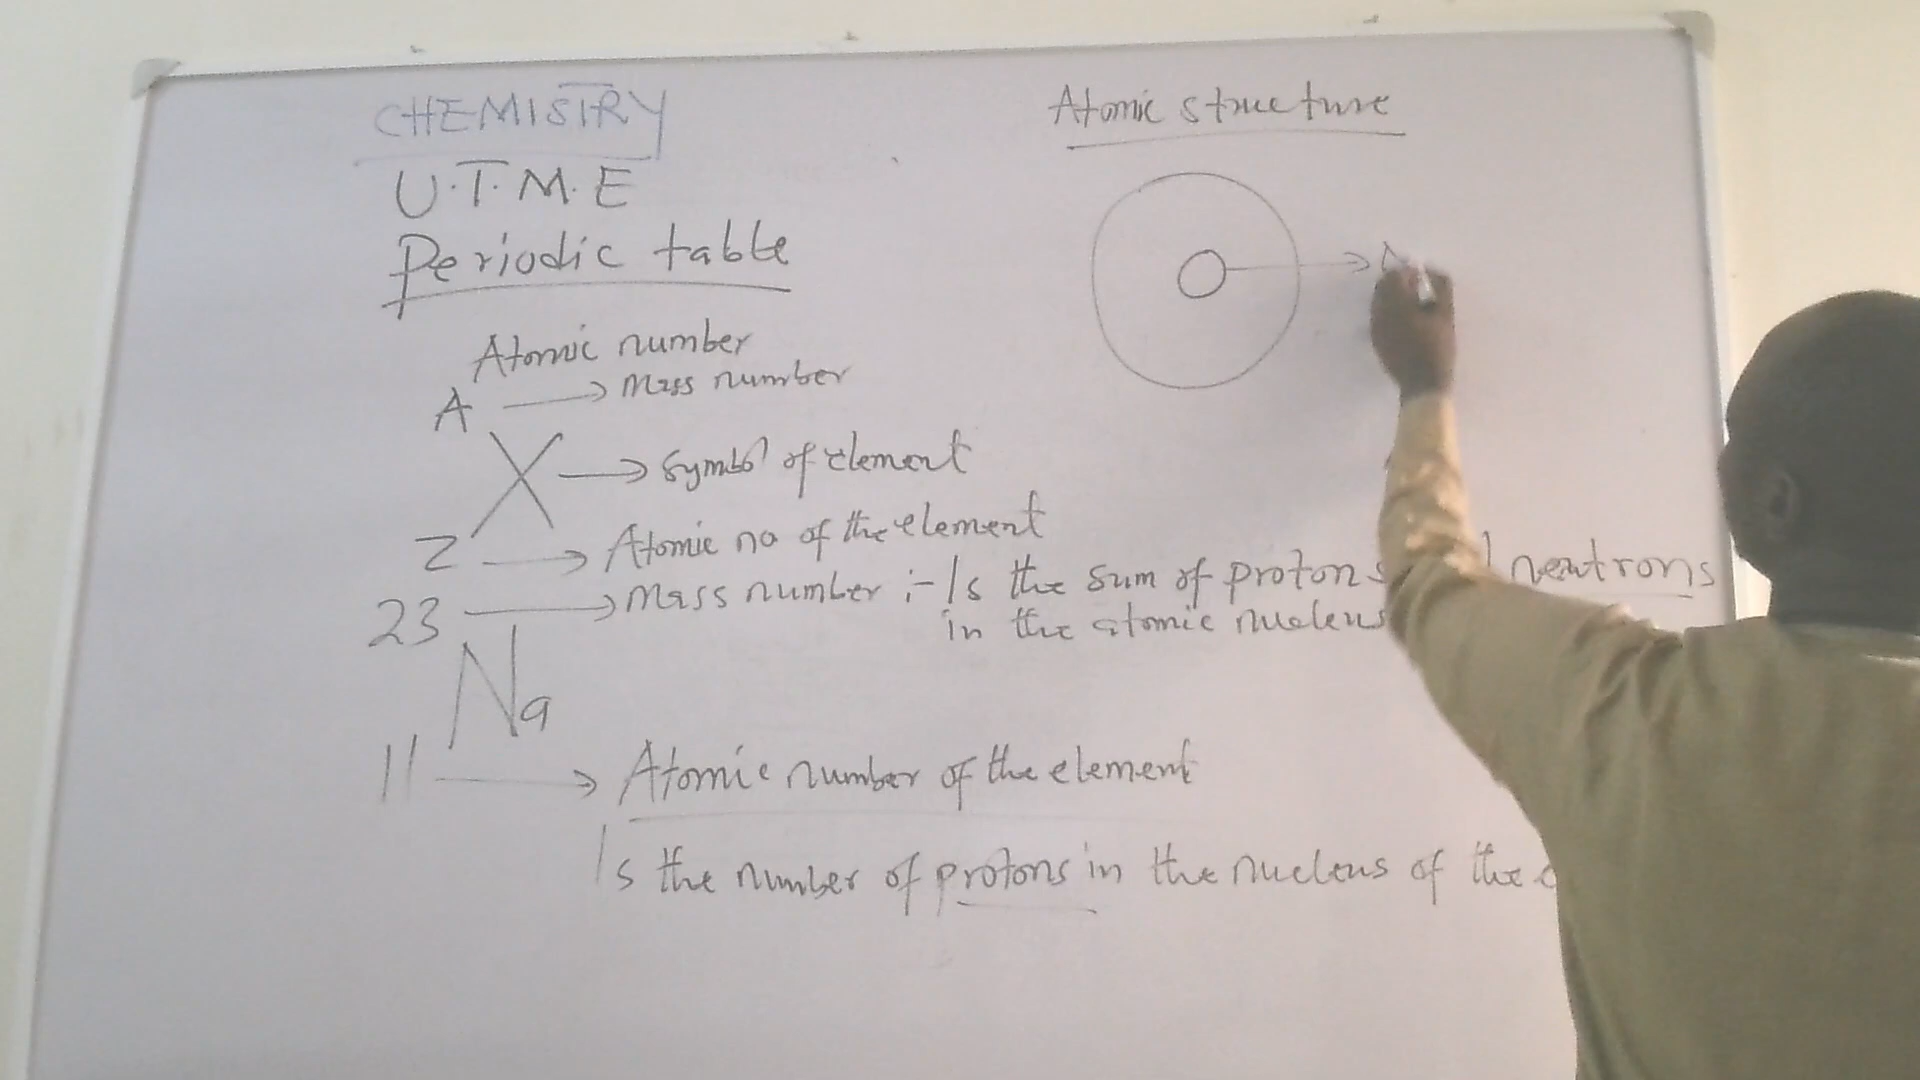 CHEMISTRY
U.T.M.E
Periodic table
Atomic number
A → Mass number
X → Symbol of element
Z → Atomic no of the element
23 → Mass number :- Is the sum of protons neutrons
in the atomic nucleus
Na
11 → Atomic number of the element
Is the number of protons in the nucleus of the
Atomic structure